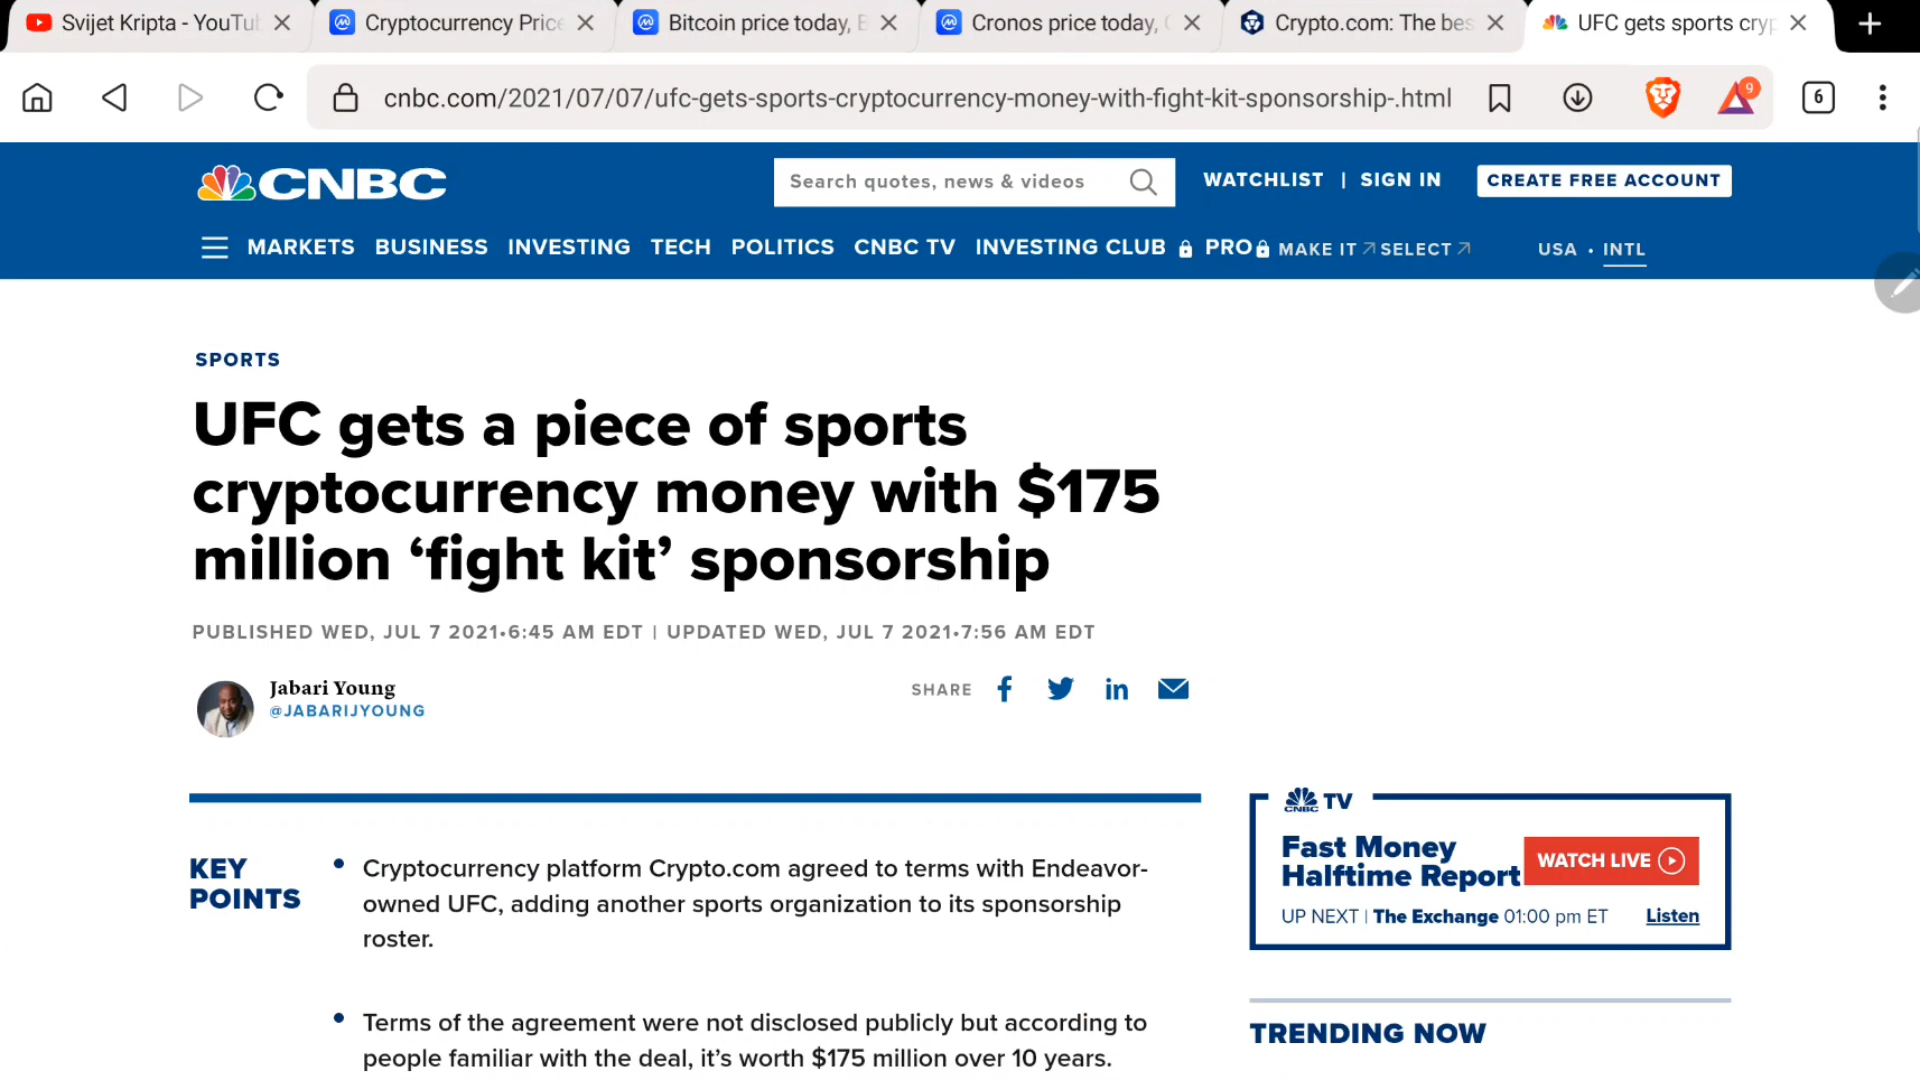 Svijet Kripta - YouTu
Cryptocurrency Price
Bitcoin price today,
Cronos price today,
Crypto.com: The bes
UFC gets sports cryp
cnbc.com/2021/07/07/ufc-gets-sports-cryptocurrency-money-with-fight-kit-sponsorship-.html
9
6
CNBC
Search quotes, news & videos
WATCHLIST | SIGN IN
CREATE FREE ACCOUNT
MARKETS BUSINESS INVESTING TECH POLITICS CNBC TV INVESTING CLUB PRO MAKE IT SELECT USA • INTL
SPORTS
UFC gets a piece of sports
cryptocurrency money with $175
million ‘fight kit’ sponsorship
PUBLISHED WED, JUL 7 2021•6:45 AM EDT | UPDATED WED, JUL 7 2021•7:56 AM EDT
Jabari Young
@JABARIJYOUNG
SHARE
KEY
POINTS
• Cryptocurrency platform Crypto.com agreed to terms with Endeavor-
owned UFC, adding another sports organization to its sponsorship
roster.
• Terms of the agreement were not disclosed publicly but according to
people familiar with the deal, it’s worth $175 million over 10 years.
CNBC TV
Fast Money
Halftime Report
WATCH LIVE
UP NEXT | The Exchange 01:00 pm ET
Listen
TRENDING NOW